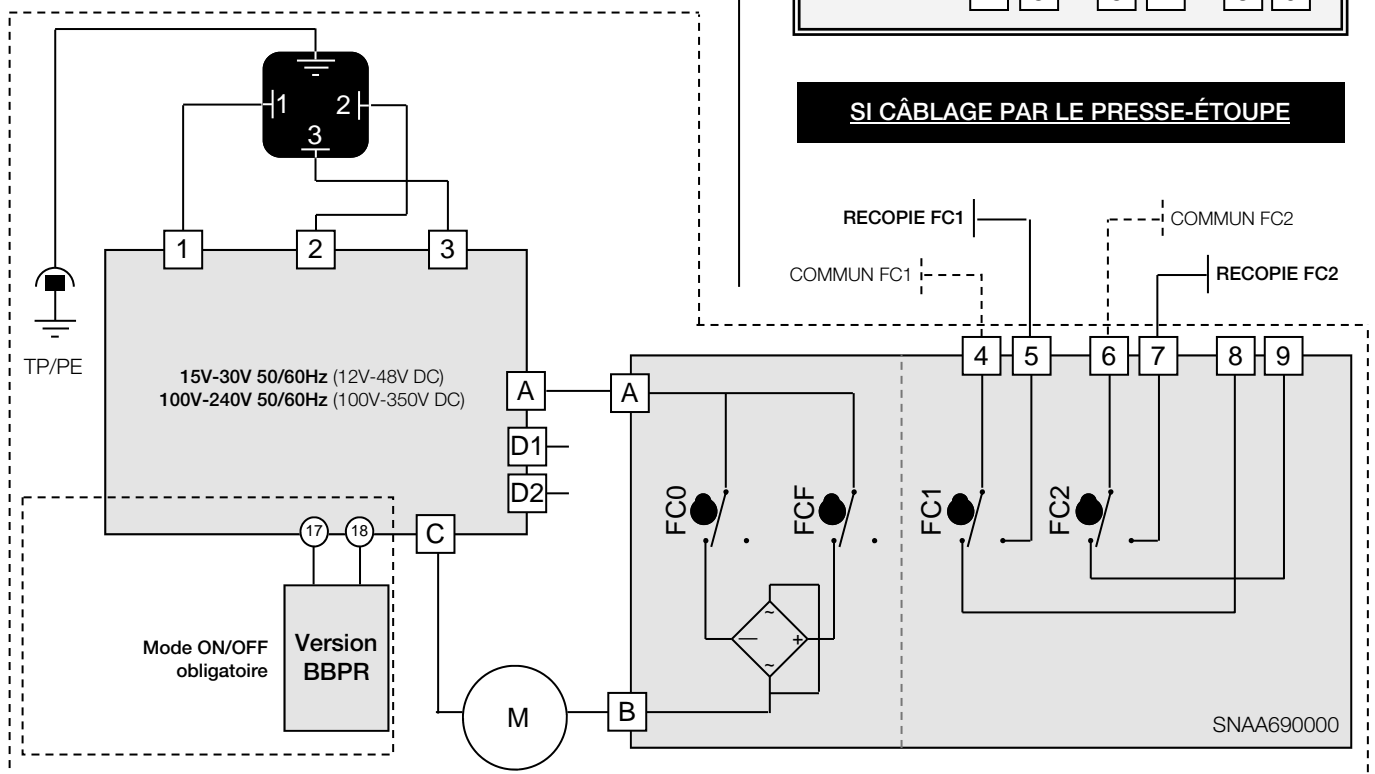 SI CÂBLAGE PAR LE PRESSE-ÉTOUPE
1
2
3
RECOPIE FC1
COMMUN FC2
COMMUN FC1
RECOPIE FC2
1
2
3
TP/PE
4
5
6
7
8
9
15V-30V 50/60Hz (12V-48V DC)
100V-240V 50/60Hz (100V-350V DC)
A
A
D1
D2
FC0
FCF
FC1
FC2
17
18
C
Mode ON/OFF
obligatoire
Version
BBPR
~
—
+
~
M
B
SNAA690000